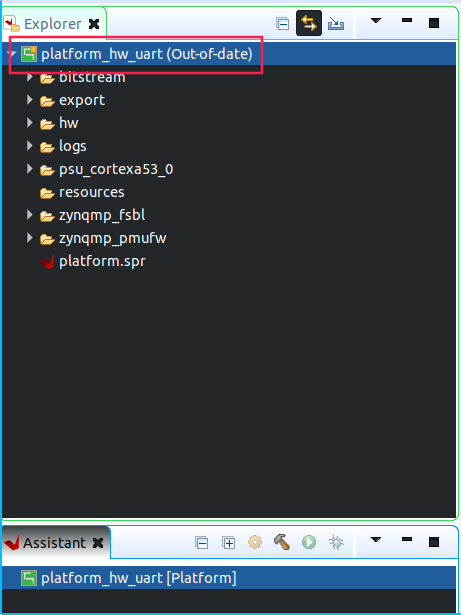 Explorer
platform_hw_uart (Out-of-date)
bitstream
export
hw
logs
psu_cortexa53_0
resources
zynqmp_fsbl
zynqmp_pmufw
platform.spr
Assistant
platform_hw_uart [Platform]